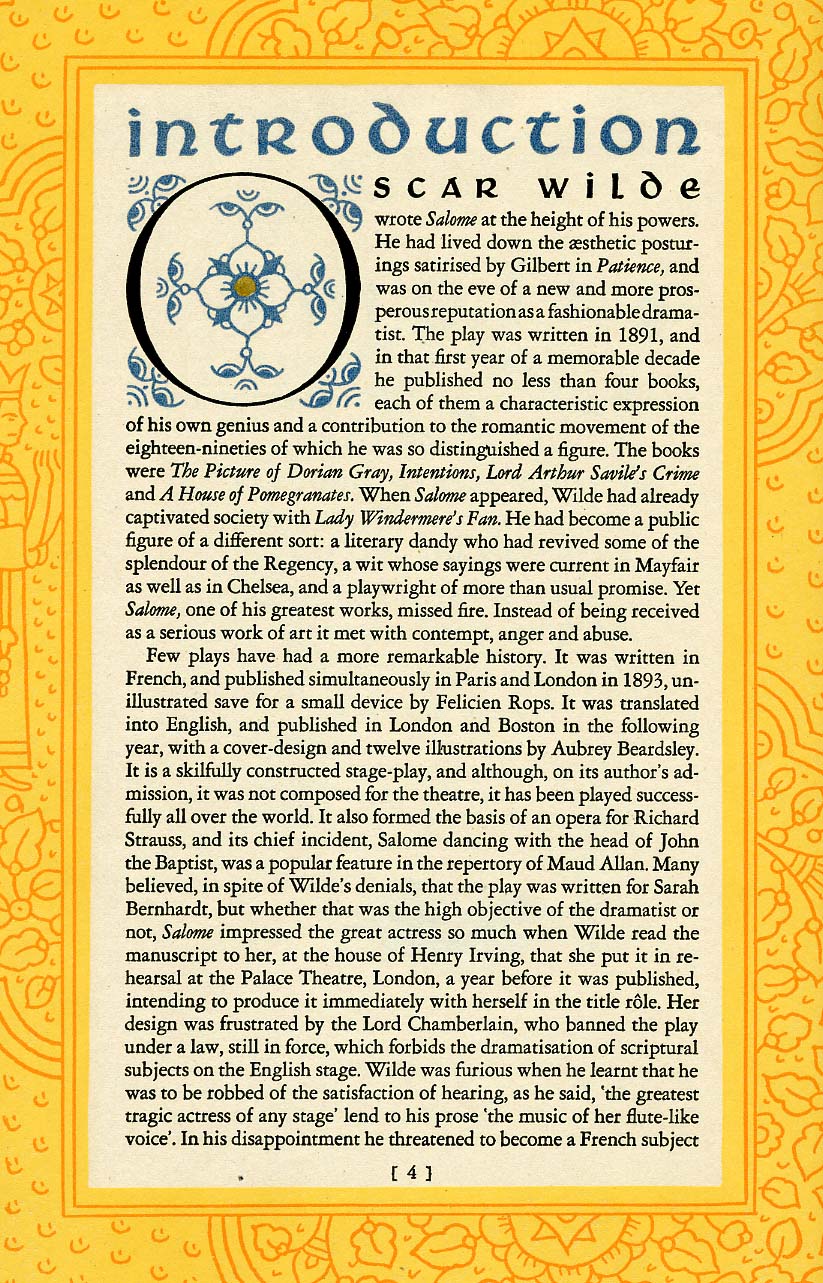 introduction
OSCAR WILDE
wrote Salome at the height of his powers.
He had lived down the æsthetic postur-
ings satirised by Gilbert in Patience, and
was on the eve of a new and more pros-
perous reputation as a fashionable drama-
tist. The play was written in 1891, and
in that first year of a memorable decade
he published no less than four books,
each of them a characteristic expression
of his own genius and a contribution to the romantic movement of the
eighteen-nineties of which he was so distinguished a figure. The books
were The Picture of Dorian Gray, Intentions, Lord Arthur Savile's Crime
and A House of Pomegranates. When Salome appeared, Wilde had already
captivated society with Lady Windermere's Fan. He had become a public
figure of a different sort: a literary dandy who had revived some of the
splendour of the Regency, a wit whose sayings were current in Mayfair
as well as in Chelsea, and a playwright of more than usual promise. Yet
Salome, one of his greatest works, missed fire. Instead of being received
as a serious work of art it met with contempt, anger and abuse.
Few plays have had a more remarkable history. It was written in
French, and published simultaneously in Paris and London in 1893, un-
illustrated save for a small device by Felicien Rops. It was translated
into English, and published in London and Boston in the following
year, with a cover-design and twelve illustrations by Aubrey Beardsley.
It is a skilfully constructed stage-play, and although, on its author's ad-
mission, it was not composed for the theatre, it has been played success-
fully all over the world. It also formed the basis of an opera for Richard
Strauss, and its chief incident, Salome dancing with the head of John
the Baptist, was a popular feature in the repertory of Maud Allan. Many
believed, in spite of Wilde's denials, that the play was written for Sarah
Bernhardt, but whether that was the high objective of the dramatist or
not, Salome impressed the great actress so much when Wilde read the
manuscript to her, at the house of Henry Irving, that she put it in re-
hearsal at the Palace Theatre, London, a year before it was published,
intending to produce it immediately with herself in the title rôle. Her
design was frustrated by the Lord Chamberlain, who banned the play
under a law, still in force, which forbids the dramatisation of scriptural
subjects on the English stage. Wilde was furious when he learnt that he
was to be robbed of the satisfaction of hearing, as he said, 'the greatest
tragic actress of any stage' lend to his prose 'the music of her flute-like
voice'. In his disappointment he threatened to become a French subject
[ 4 ]